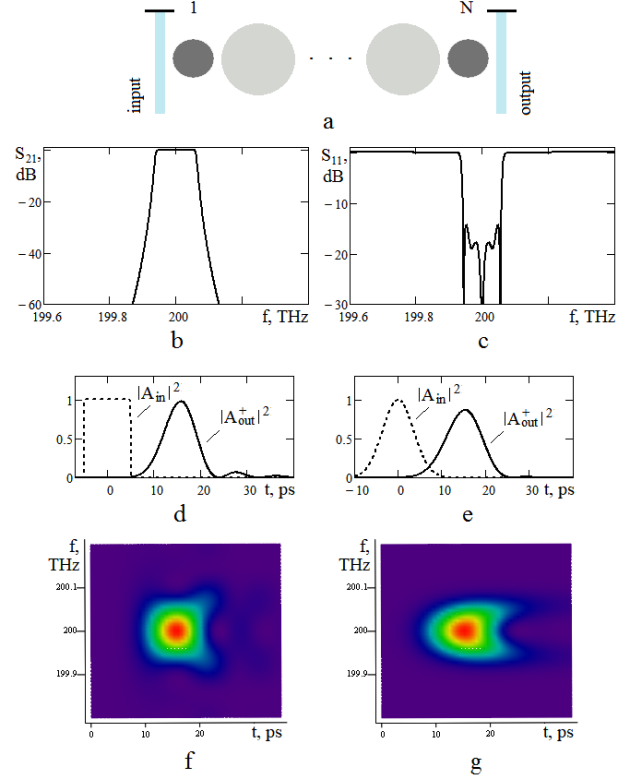 1 N
input
output
a
S21, dB
−20
−40
−60
199.6 199.8 200 f, THz
b
S11, dB
−10
−20
−30
199.6 199.8 200 f, THz
c
1
0.5
0
0 10 20 30 t, ps
|Ain|²
|A+out|²
d
1
0.5
0
−10 0 10 20 30 t, ps
|Ain|²
|A+out|²
e
f, THz
200.1
200
199.9
0 10 20 t, ps
f
f, THz
200.1
200
199.9
0 10 20 t, ps
g